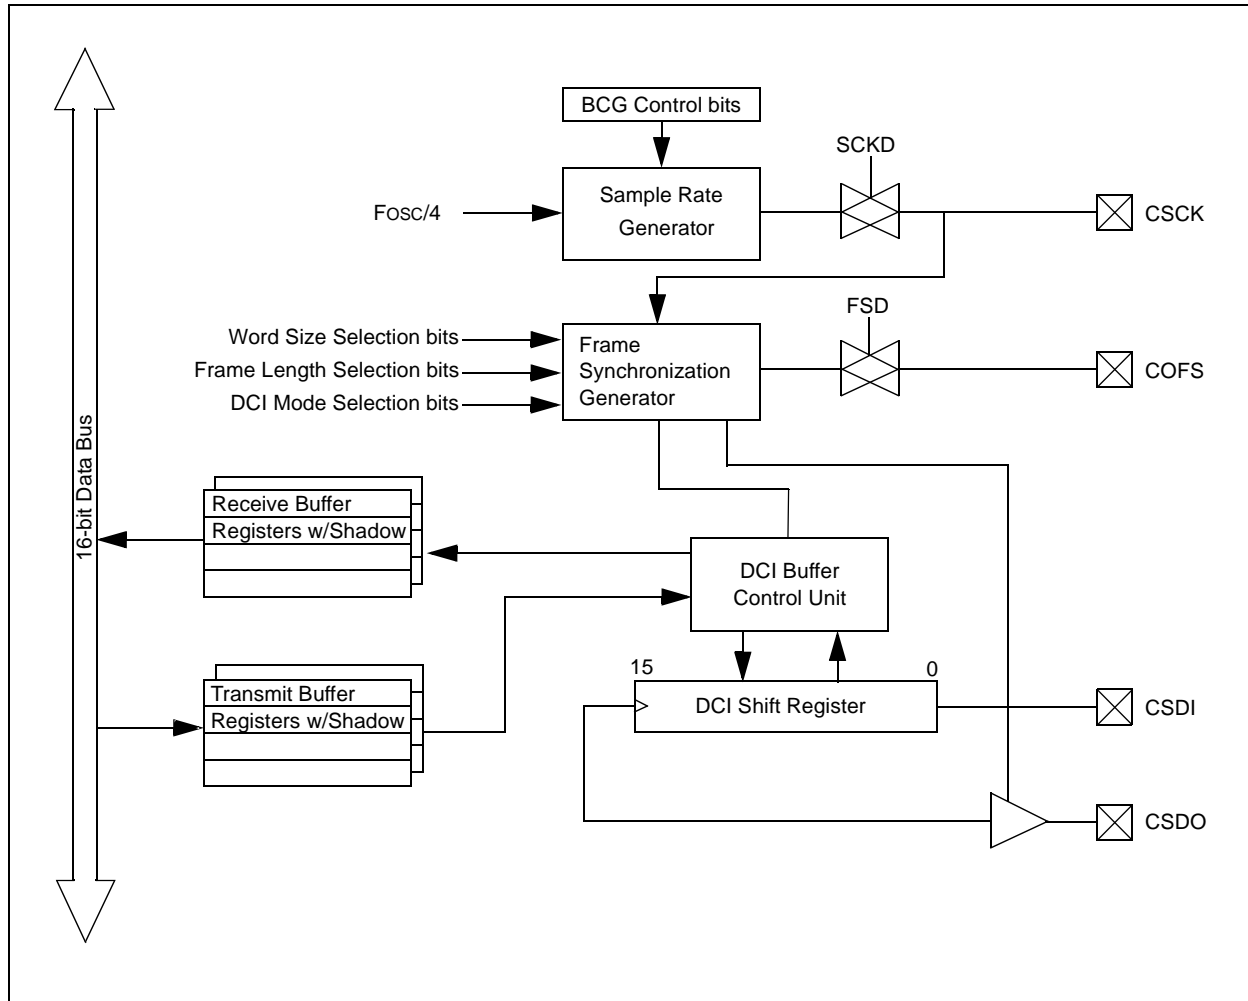 BCG Control bits
SCKD
Sample Rate
Generator
FOSC/4
CSCK
FSD
Word Size Selection bits
Frame Length Selection bits
DCI Mode Selection bits
Frame
Synchronization
Generator
COFS
16-bit Data Bus
Receive Buffer
Registers w/Shadow
DCI Buffer
Control Unit
15
0
Transmit Buffer
Registers w/Shadow
DCI Shift Register
CSDI
CSDO